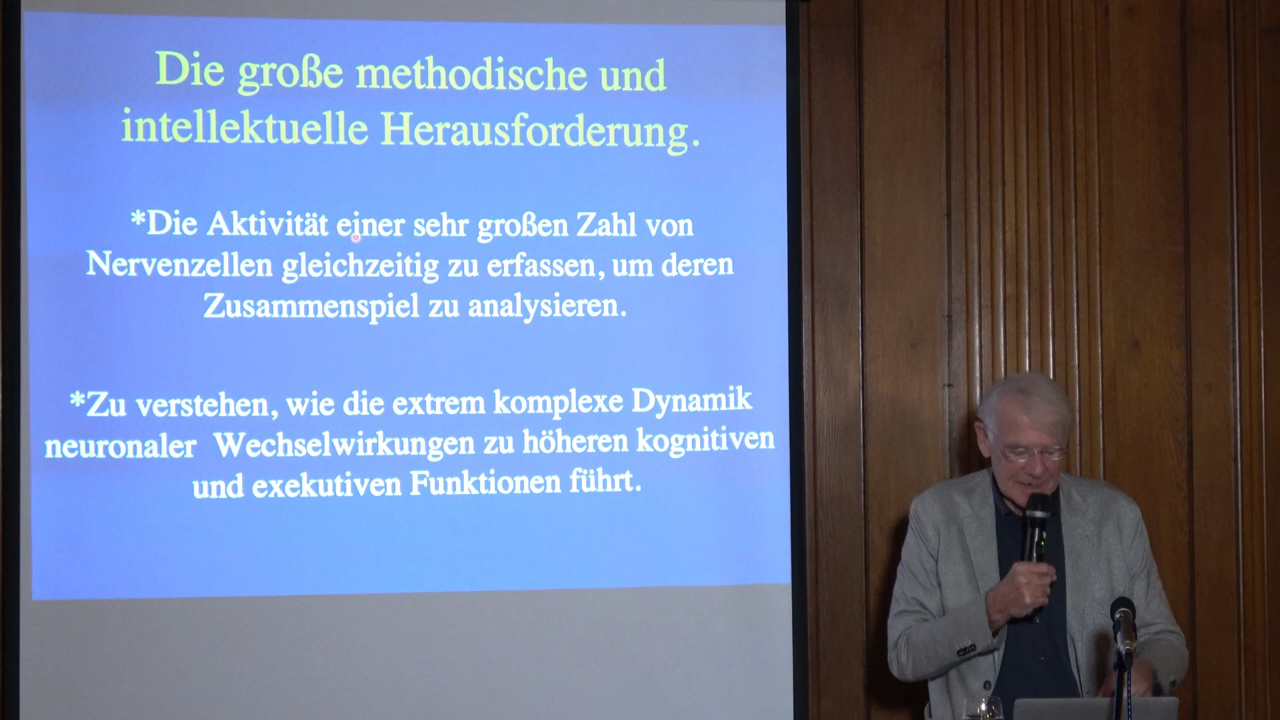 Die große methodische und
intellektuelle Herausforderung.
*Die Aktivität einer sehr großen Zahl von
Nervenzellen gleichzeitig zu erfassen, um deren
Zusammenspiel zu analysieren.
*Zu verstehen, wie die extrem komplexe Dynamik
neuronaler Wechselwirkungen zu höheren kognitiven
und exekutiven Funktionen führt.